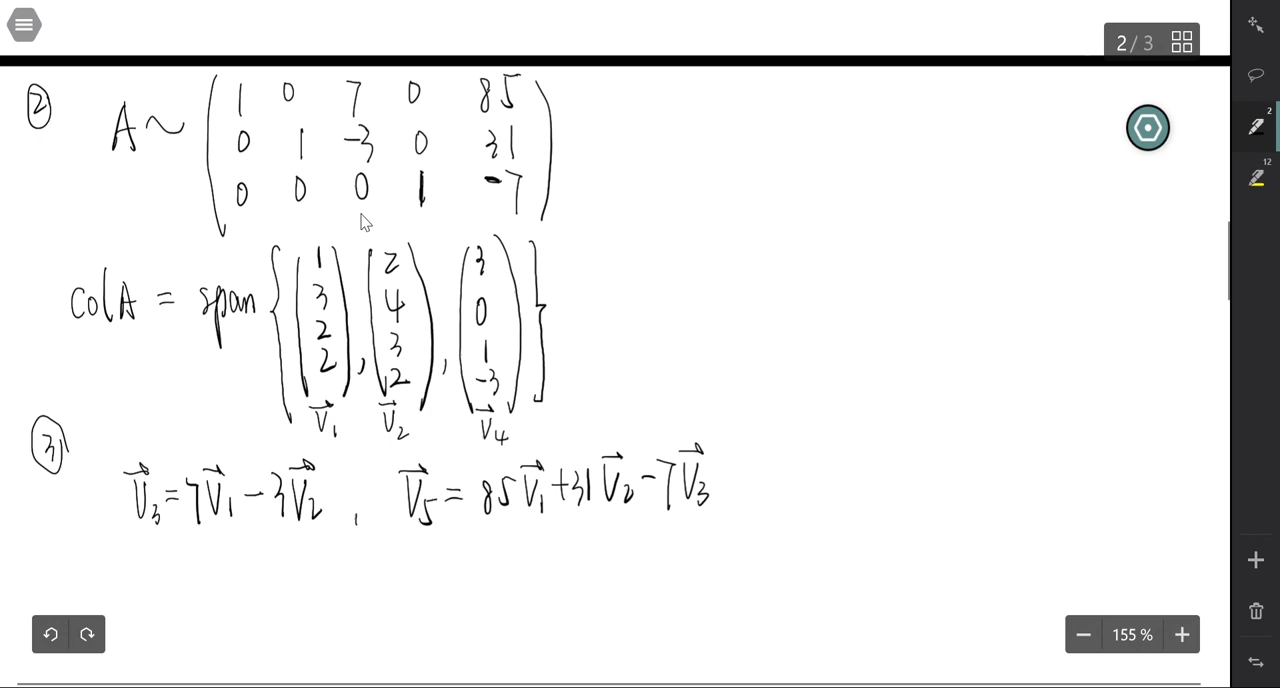 2 / 3
2
12
② A ~ ( 1 0 7 0 85
0 1 -3 0 31
0 0 0 1 -7 )
col A = span { ( 1 3 2 2 ) , ( 2 4 3 2 ) , ( 3 0 1 -3 ) }
v⃗₁ v⃗₂ v⃗₄
③
v⃗₃ = 7v⃗₁ - 3v⃗₂ , v⃗₅ = 85v⃗₁ + 31v⃗₂ - 7v⃗₃
155 %